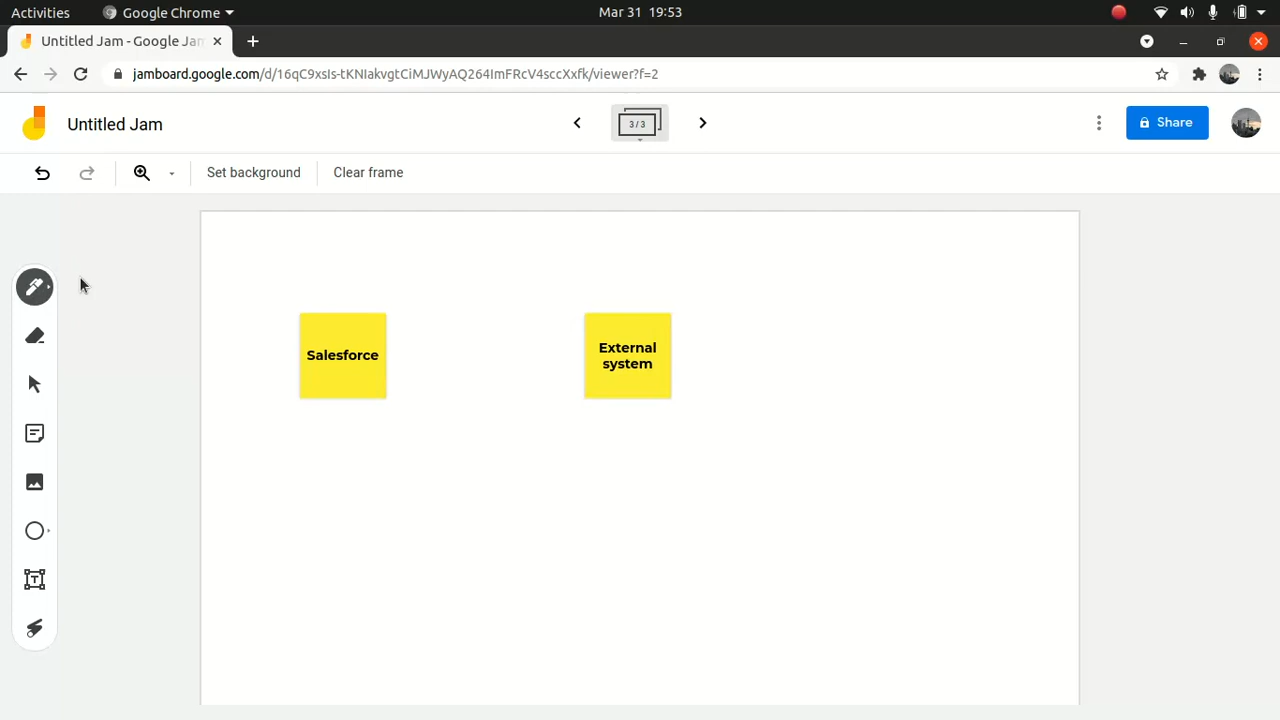 Activities Google Chrome Mar 31 19:53
Untitled Jam - Google Jam
jamboard.google.com/d/16qC9xsIs-tKNIakvgtCiMJWyAQ264ImFRcV4sccXxfk/viewer?f=2
Untitled Jam 3 / 3 Share
Set background Clear frame
Salesforce
External
system